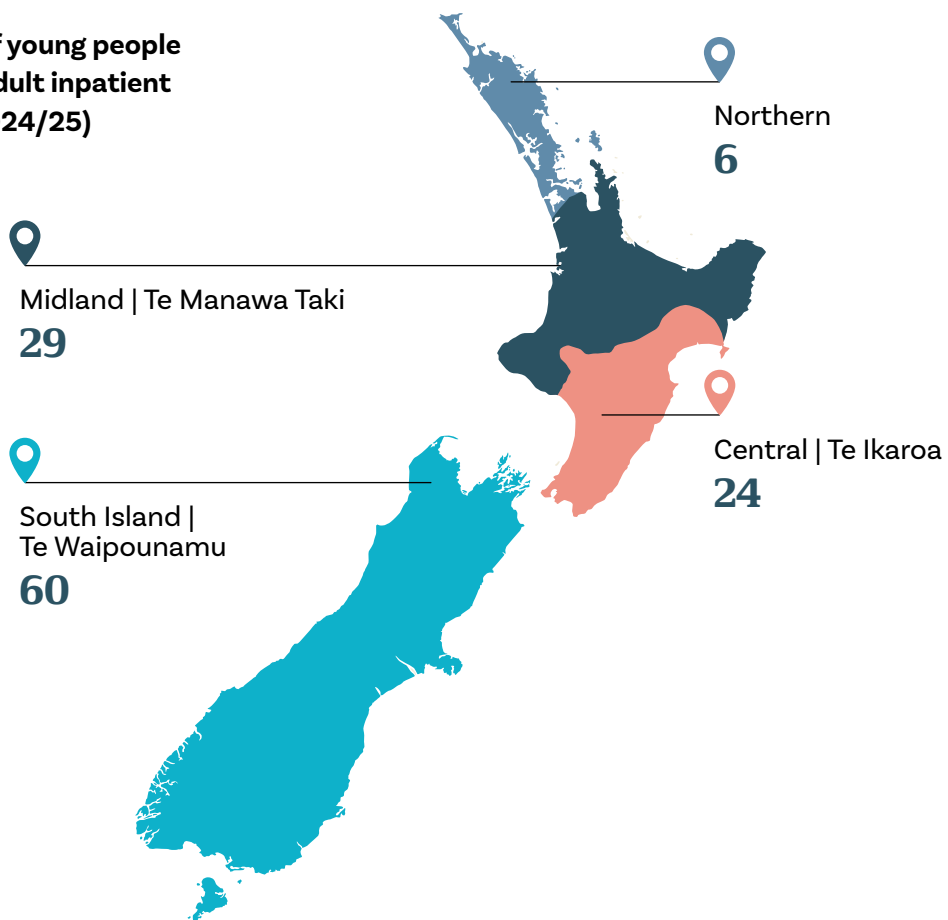 young people
inpatient
24/25)
Northern
6
Midland | Te Manawa Taki
29
Central | Te Ikaroa
24
South Island |
Te Waipounamu
60